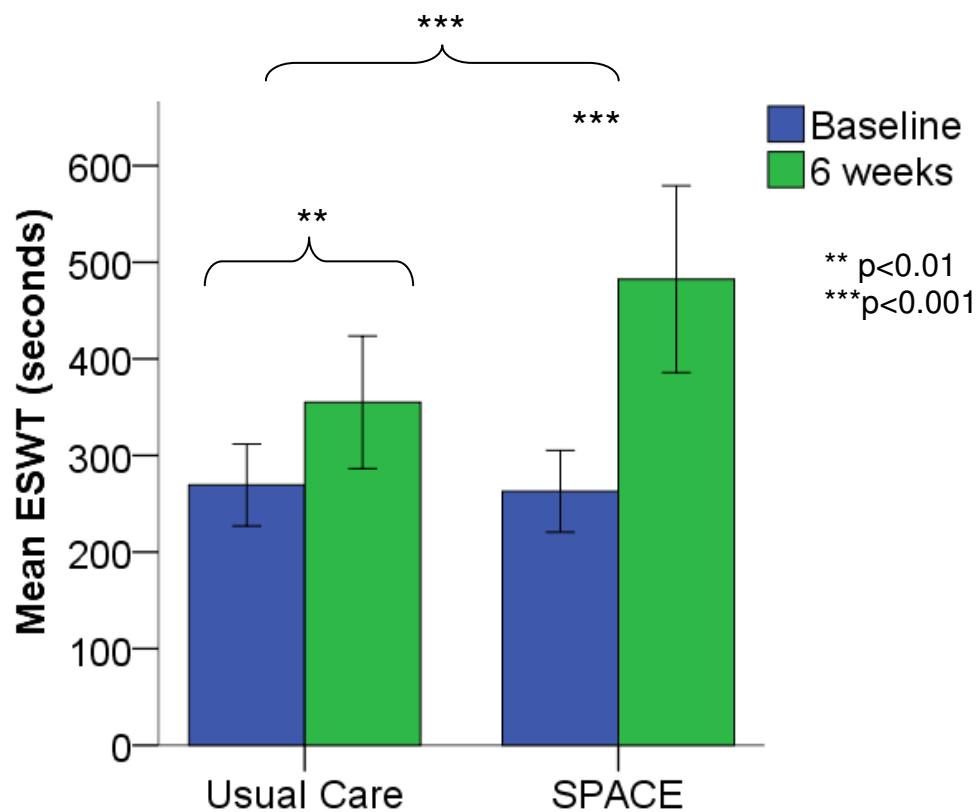 ***
***
**
Baseline
6 weeks
** p<0.01
***p<0.001
Mean ESWT (seconds)
600
500
400
300
200
100
0
Usual Care
SPACE